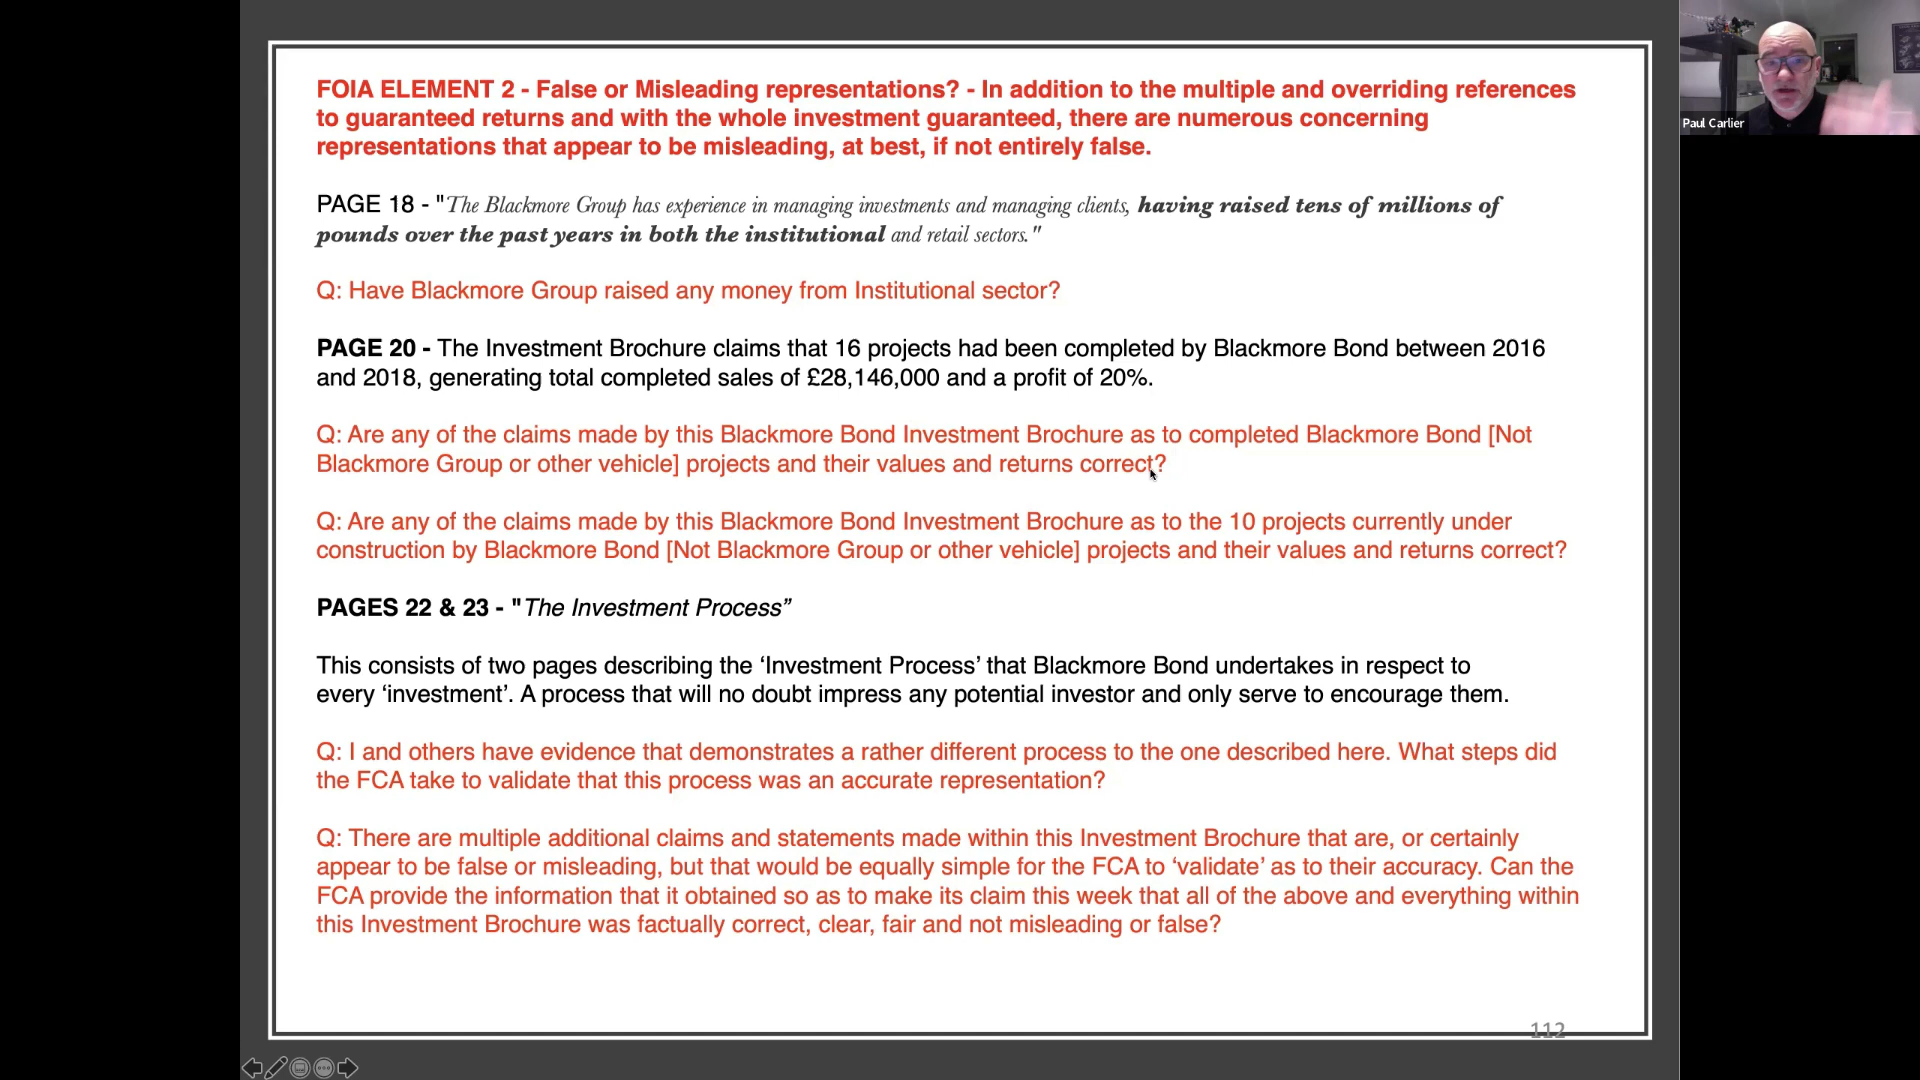 FOIA ELEMENT 2 - False or Misleading representations? - In addition to the multiple and overriding references
to guaranteed returns and with the whole investment guaranteed, there are numerous concerning
representations that appear to be misleading, at best, if not entirely false.
PAGE 18 - "The Blackmore Group has experience in managing investments and managing clients, having raised tens of millions of
pounds over the past years in both the institutional and retail sectors."
Q: Have Blackmore Group raised any money from Institutional sector?
PAGE 20 - The Investment Brochure claims that 16 projects had been completed by Blackmore Bond between 2016
and 2018, generating total completed sales of £28,146,000 and a profit of 20%.
Q: Are any of the claims made by this Blackmore Bond Investment Brochure as to completed Blackmore Bond [Not
Blackmore Group or other vehicle] projects and their values and returns correct?
Q: Are any of the claims made by this Blackmore Bond Investment Brochure as to the 10 projects currently under
construction by Blackmore Bond [Not Blackmore Group or other vehicle] projects and their values and returns correct?
PAGES 22 & 23 - "The Investment Process”
This consists of two pages describing the ‘Investment Process’ that Blackmore Bond undertakes in respect to
every ‘investment’. A process that will no doubt impress any potential investor and only serve to encourage them.
Q: I and others have evidence that demonstrates a rather different process to the one described here. What steps did
the FCA take to validate that this process was an accurate representation?
Q: There are multiple additional claims and statements made within this Investment Brochure that are, or certainly
appear to be false or misleading, but that would be equally simple for the FCA to ‘validate’ as to their accuracy. Can the
FCA provide the information that it obtained so as to make its claim this week that all of the above and everything within
this Investment Brochure was factually correct, clear, fair and not misleading or false?
112
Paul Carlier